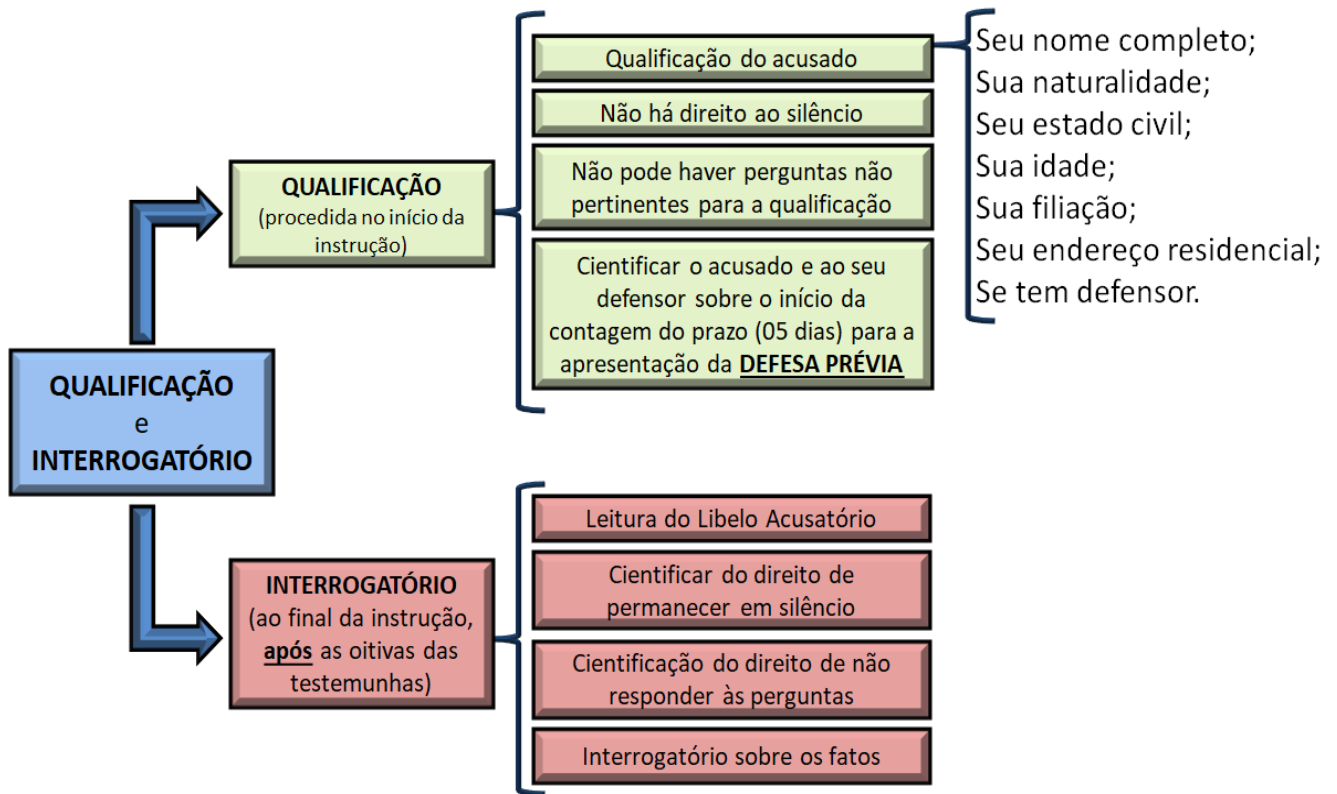 QUALIFICAÇÃO
e
INTERROGATÓRIO
QUALIFICAÇÃO
(procedida no início da
instrução)
Qualificação do acusado
Não há direito ao silêncio
Não pode haver perguntas não
pertinentes para a qualificação
Cientificar o acusado e ao seu
defensor sobre o início da
contagem do prazo (05 dias) para a
apresentação da DEFESA PRÉVIA
Seu nome completo;
Sua naturalidade;
Seu estado civil;
Sua idade;
Sua filiação;
Seu endereço residencial;
Se tem defensor.
INTERROGATÓRIO
(ao final da instrução,
após as oitivas das
testemunhas)
Leitura do Libelo Acusatório
Cientificar do direito de
permanecer em silêncio
Cientificação do direito de não
responder às perguntas
Interrogatório sobre os fatos